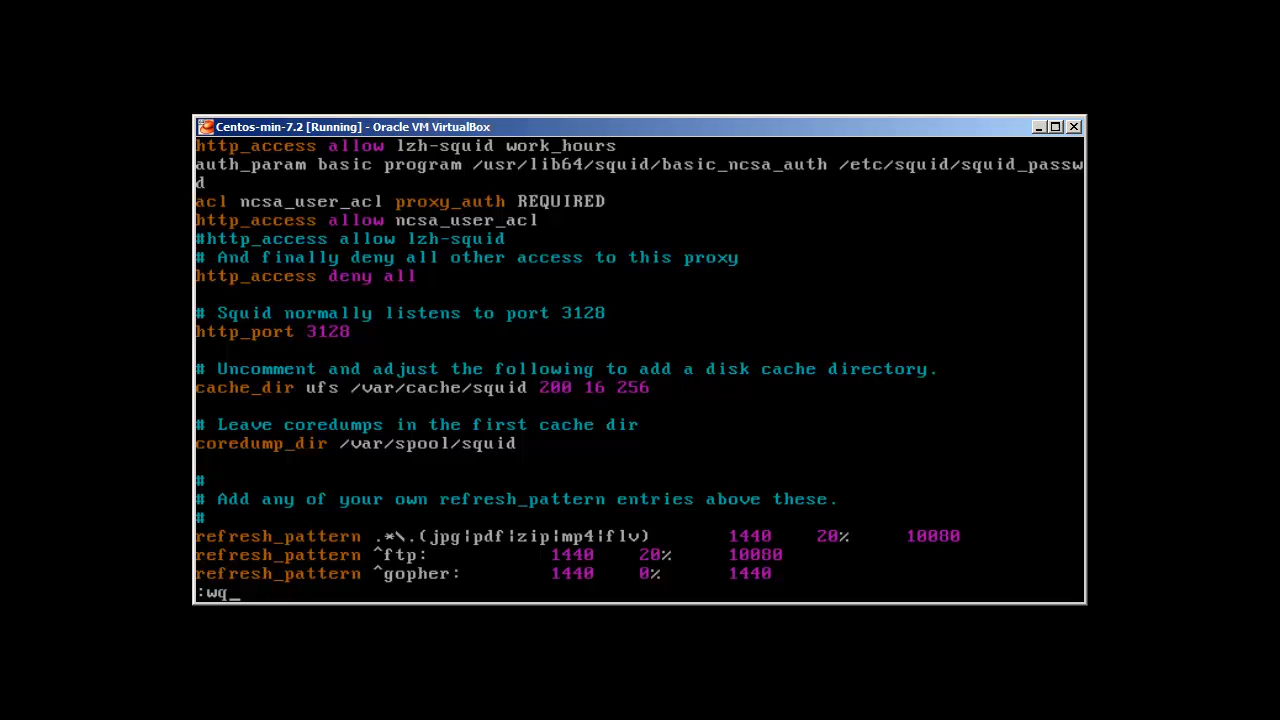 Centos-min-7.2 [Running] - Oracle VM VirtualBox
http_access allow lzh-squid work_hours
auth_param basic program /usr/lib64/squid/basic_ncsa_auth /etc/squid/squid_passw
d
acl ncsa_user_acl proxy_auth REQUIRED
http_access allow ncsa_user_acl
#http_access allow lzh-squid
# And finally deny all other access to this proxy
http_access deny all
# Squid normally listens to port 3128
http_port 3128
# Uncomment and adjust the following to add a disk cache directory.
cache_dir ufs /var/cache/squid 200 16 256
# Leave coredumps in the first cache dir
coredump_dir /var/spool/squid
#
# Add any of your own refresh_pattern entries above these.
#
refresh_pattern .*\.(jpg|pdf|zip|mp4|flv) 1440 20% 10080
refresh_pattern ^ftp: 1440 20% 10080
refresh_pattern ^gopher: 1440 0% 1440
:wq_